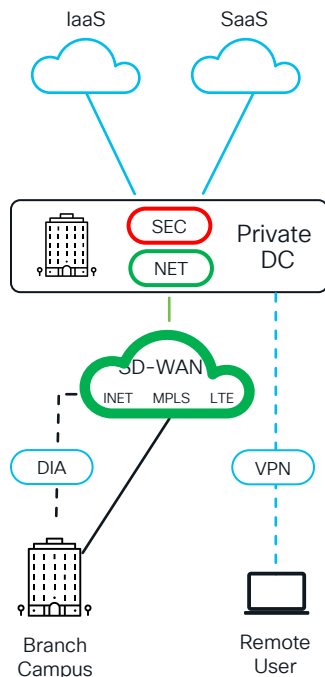 IaaS
SaaS
SEC
NET
Private
DC
SD-WAN
INET MPLS LTE
DIA
VPN
Branch
Campus
Remote
User